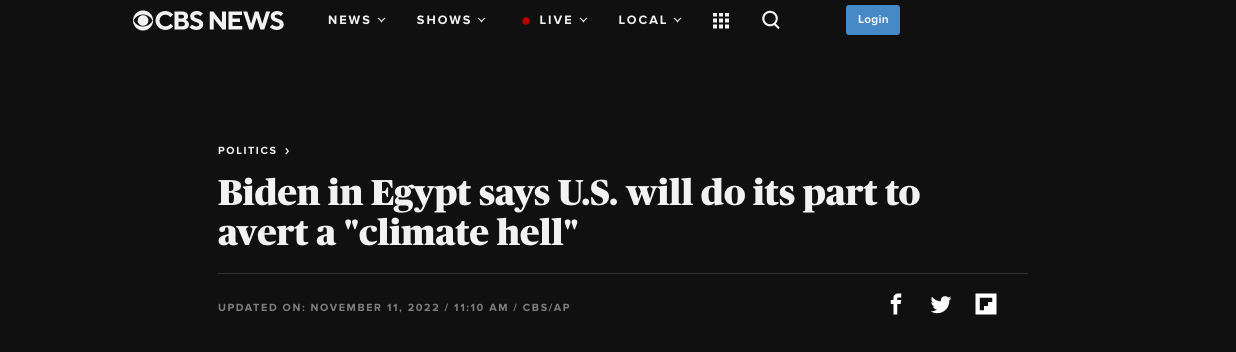 CBS NEWS NEWS SHOWS LIVE LOCAL Login
POLITICS
Biden in Egypt says U.S. will do its part to
avert a "climate hell"
UPDATED ON: NOVEMBER 11, 2022 / 11:10 AM / CBS/AP